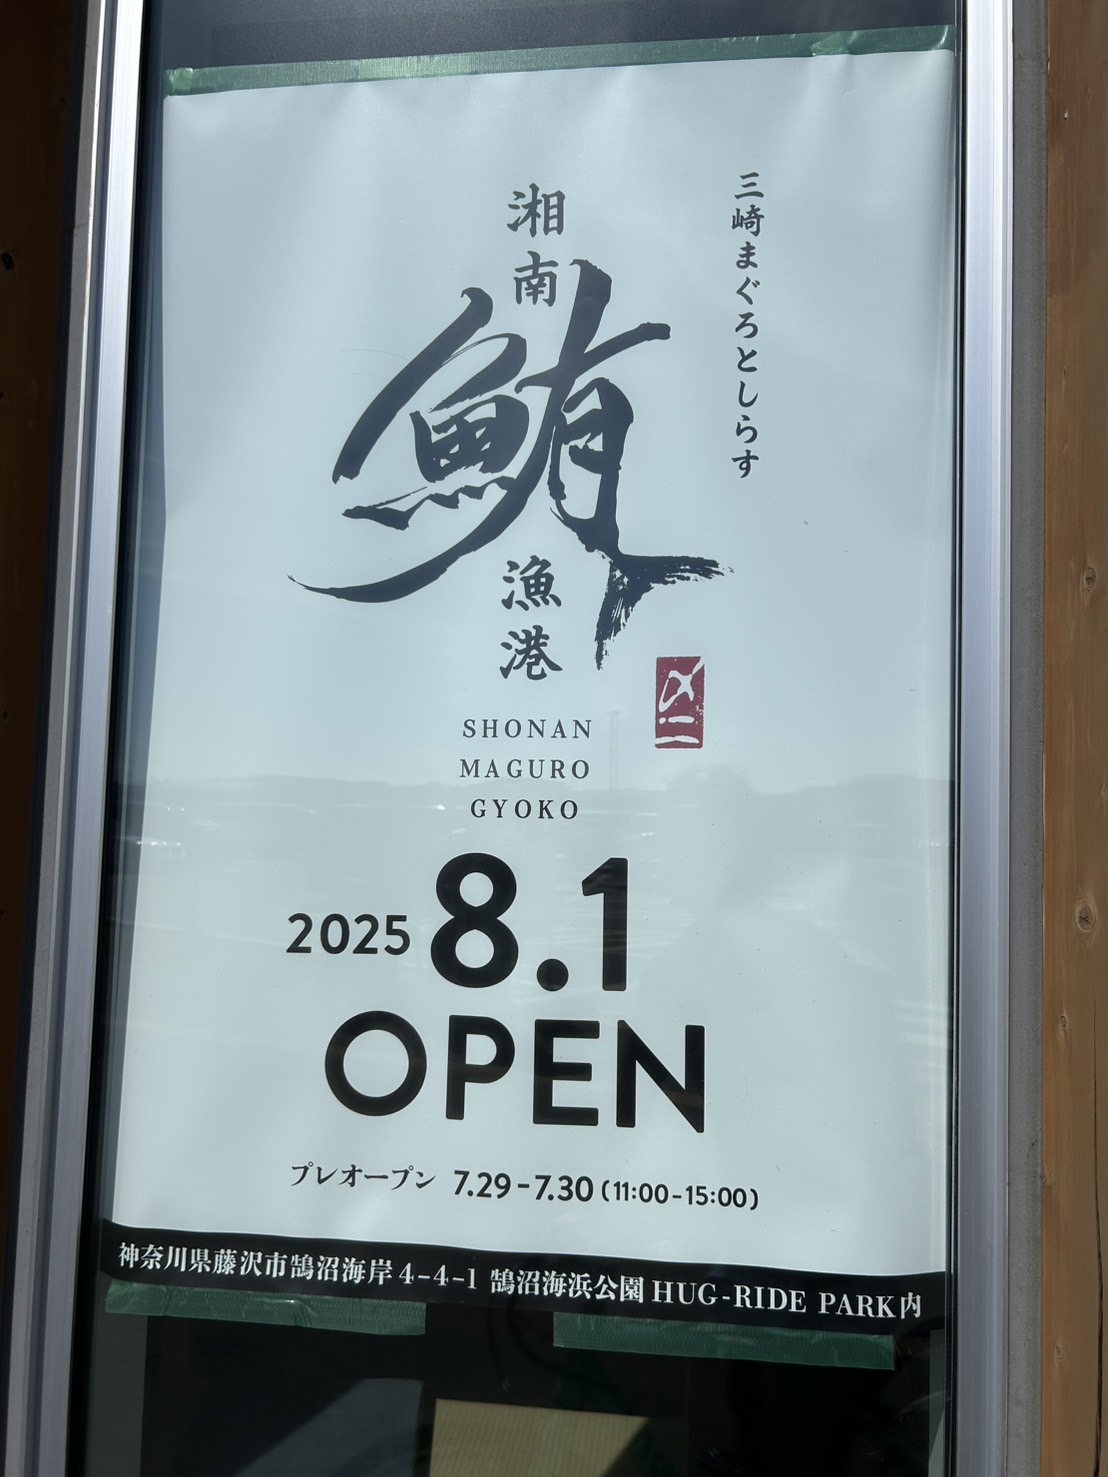 三崎まぐろとしらす
湘南
鮪
漁港
SHONAN
MAGURO
GYOKO
2025 8.1
OPEN
プレオープン 7.29-7.30 (11:00-15:00)
神奈川県藤沢市鵠沼海岸 4-4-1 鵠沼海浜公園 HUG-RIDE PARK内